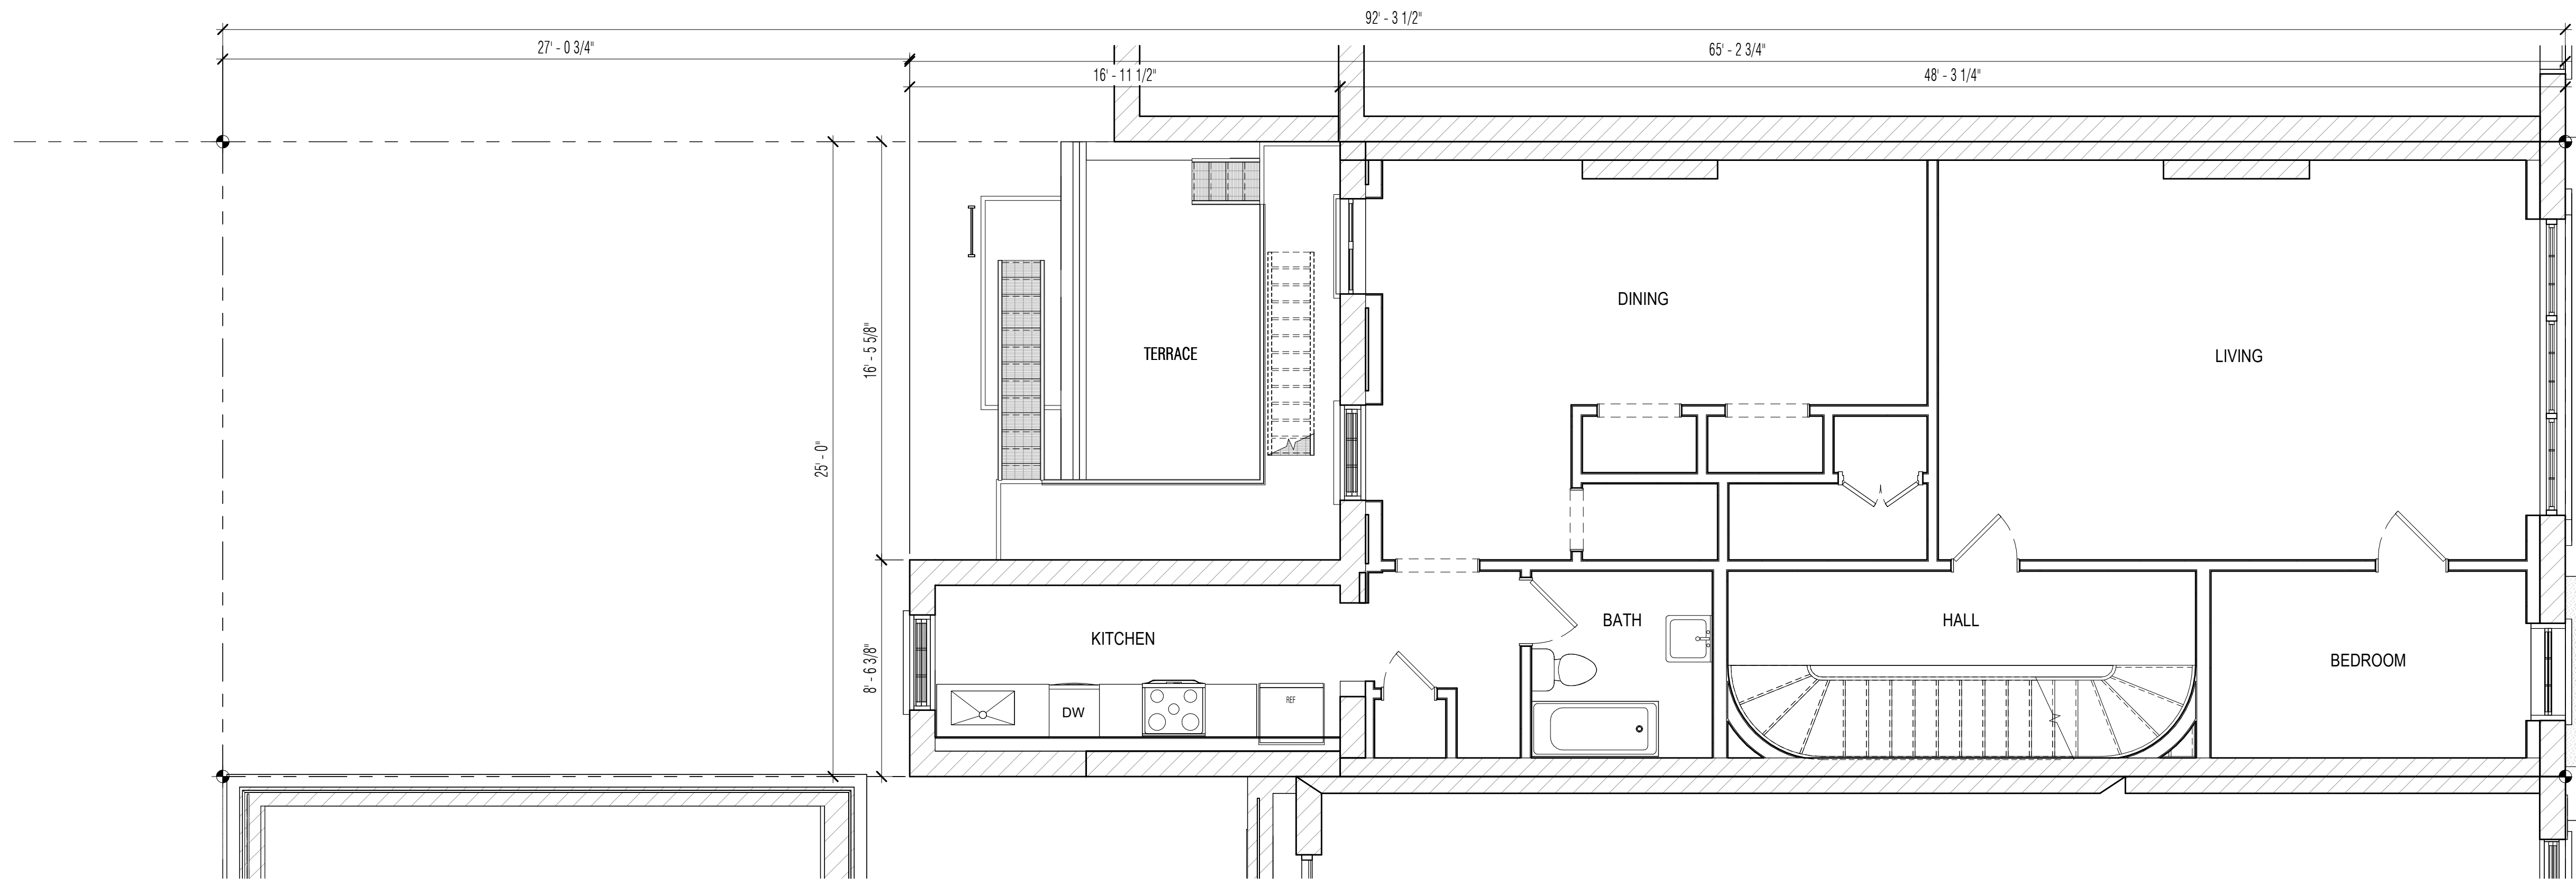 92' - 3 1/2"
27' - 0 3/4"
65' - 2 3/4"
16' - 11 1/2"
48' - 3 1/4"
DINING
16' - 5 5/8"
TERRACE
LIVING
25' - 0"
KITCHEN
BATH
HALL
8' - 6 3/8"
BEDROOM
REF
DW